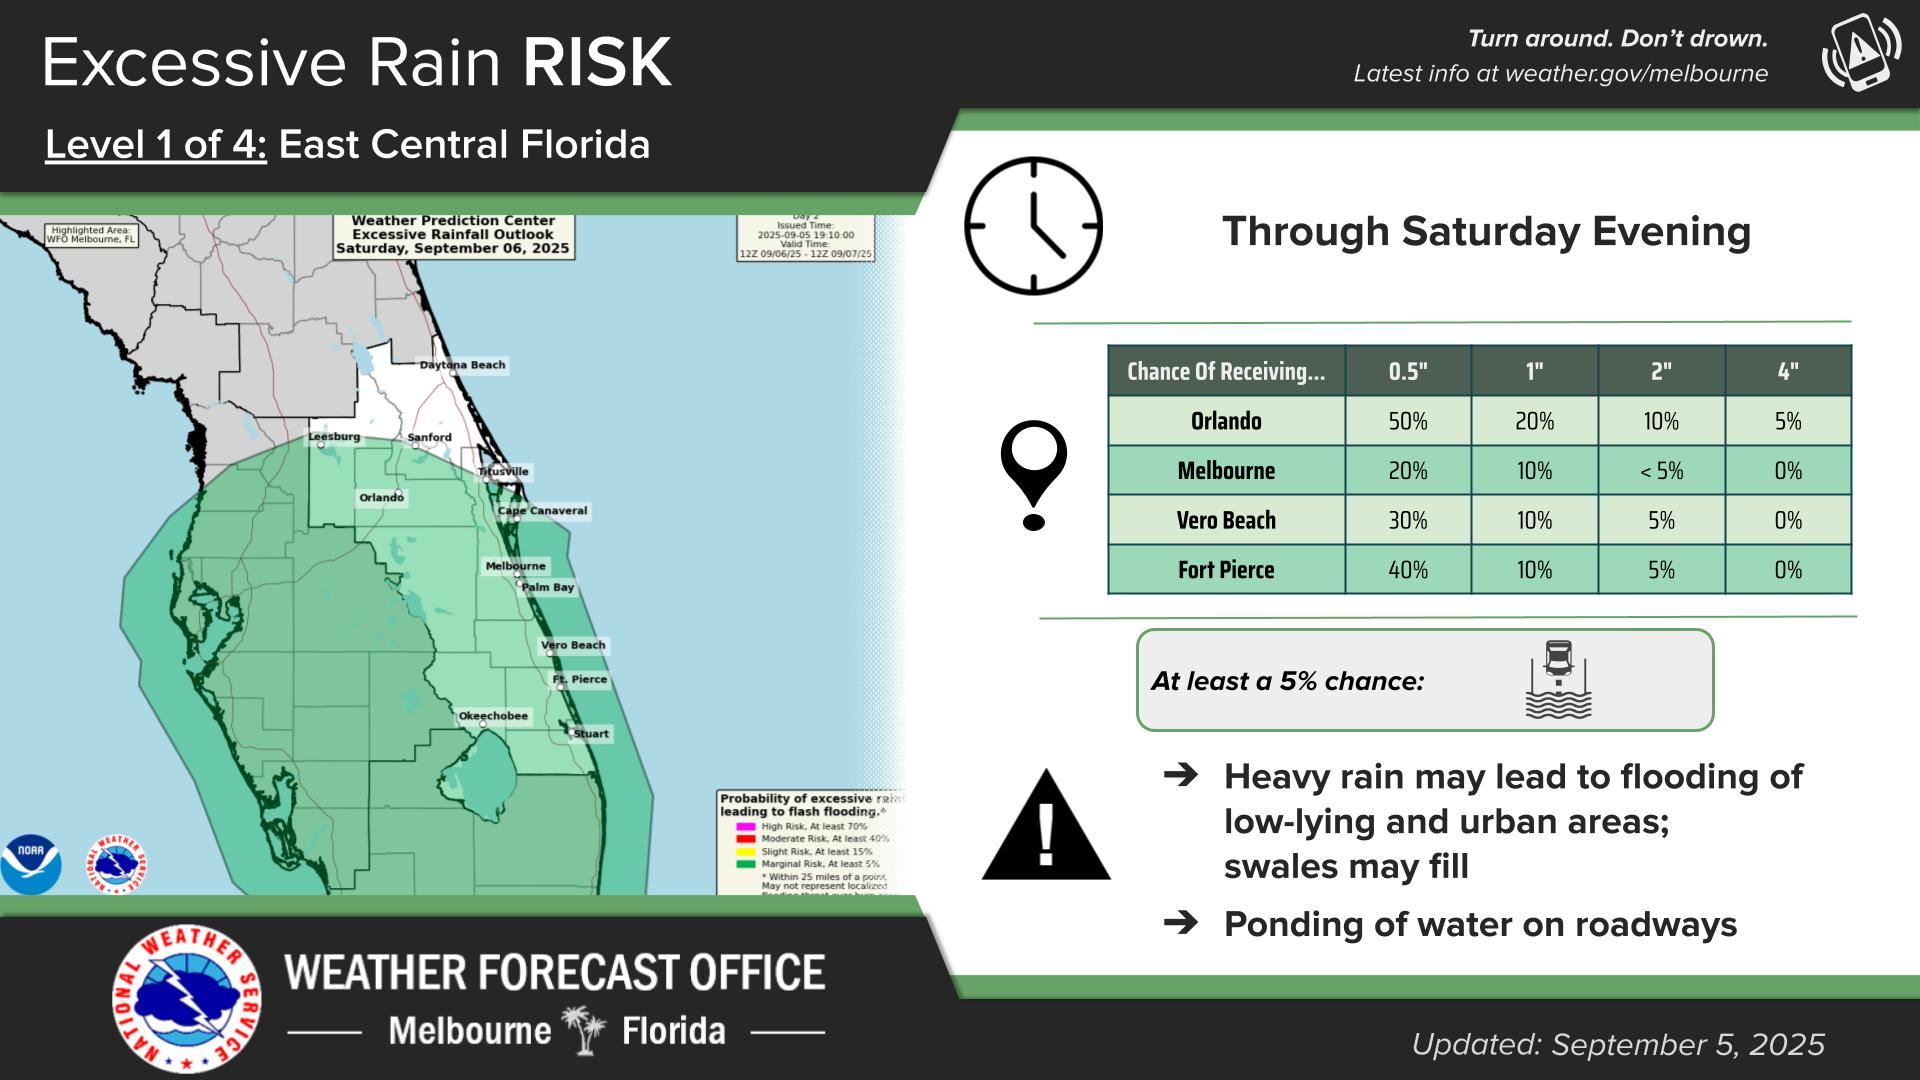 Excessive Rain RISK
Level 1 of 4: East Central Florida
Turn around. Don't drown.
Latest info at weather.gov/melbourne
Highlighted Area:
WFO Melbourne, FL
Weather Prediction Center
Excessive Rainfall Outlook
Saturday, September 06, 2025
Day 2
Issued Time:
2025-09-05 19:10:00
Valid Time:
12Z 09/06/25 - 12Z 09/07/25
Daytona Beach
Leesburg
Sanford
Titusville
Orlando
Cape Canaveral
Melbourne
Palm Bay
Vero Beach
Ft. Pierce
Okeechobee
Stuart
Probability of excessive rain
leading to flash flooding.*
High Risk, At least 70%
Moderate Risk, At least 40%
Slight Risk, At least 15%
Marginal Risk, At least 5%
* Within 25 miles of a point.
May not represent localized
NOAA
NATIONAL WEATHER SERVICE
Through Saturday Evening
Chance Of Receiving... 0.5" 1" 2" 4"
Orlando 50% 20% 10% 5%
Melbourne 20% 10% < 5% 0%
Vero Beach 30% 10% 5% 0%
Fort Pierce 40% 10% 5% 0%
At least a 5% chance:
➔ Heavy rain may lead to flooding of
low-lying and urban areas;
swales may fill
➔ Ponding of water on roadways
NATIONAL WEATHER SERVICE
WEATHER FORECAST OFFICE
Melbourne Florida
Updated: September 5, 2025